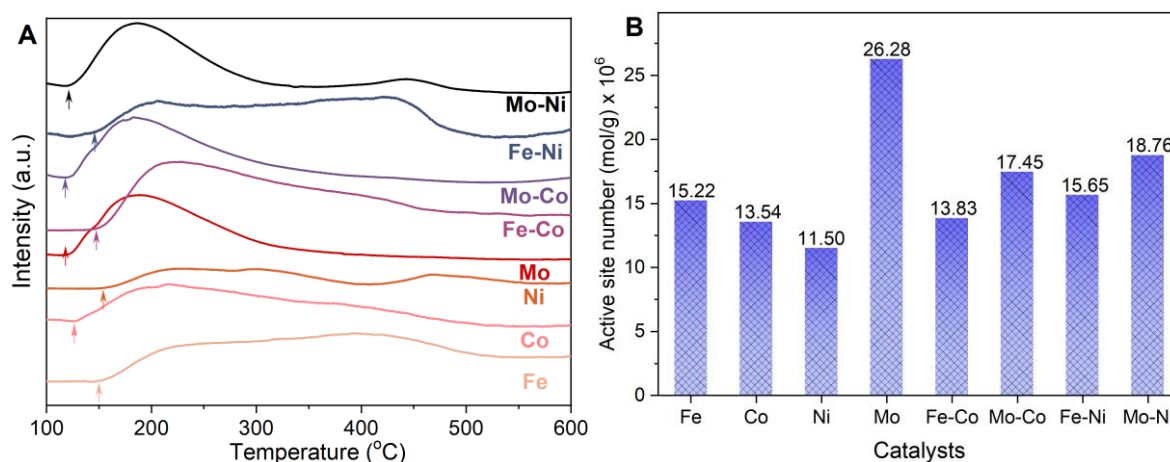 A
Intensity (a.u.)
Mo-Ni
Fe-Ni
Mo-Co
Fe-Co
Mo
Ni
Co
Fe
100 200 300 400 500 600
Temperature (°C)
B
Active site number (mol/g) x 10⁶
25
20
15
10
5
0
15.22
13.54
11.50
26.28
13.83
17.45
15.65
18.76
Fe Co Ni Mo Fe-Co Mo-Co Fe-Ni Mo-N
Catalysts